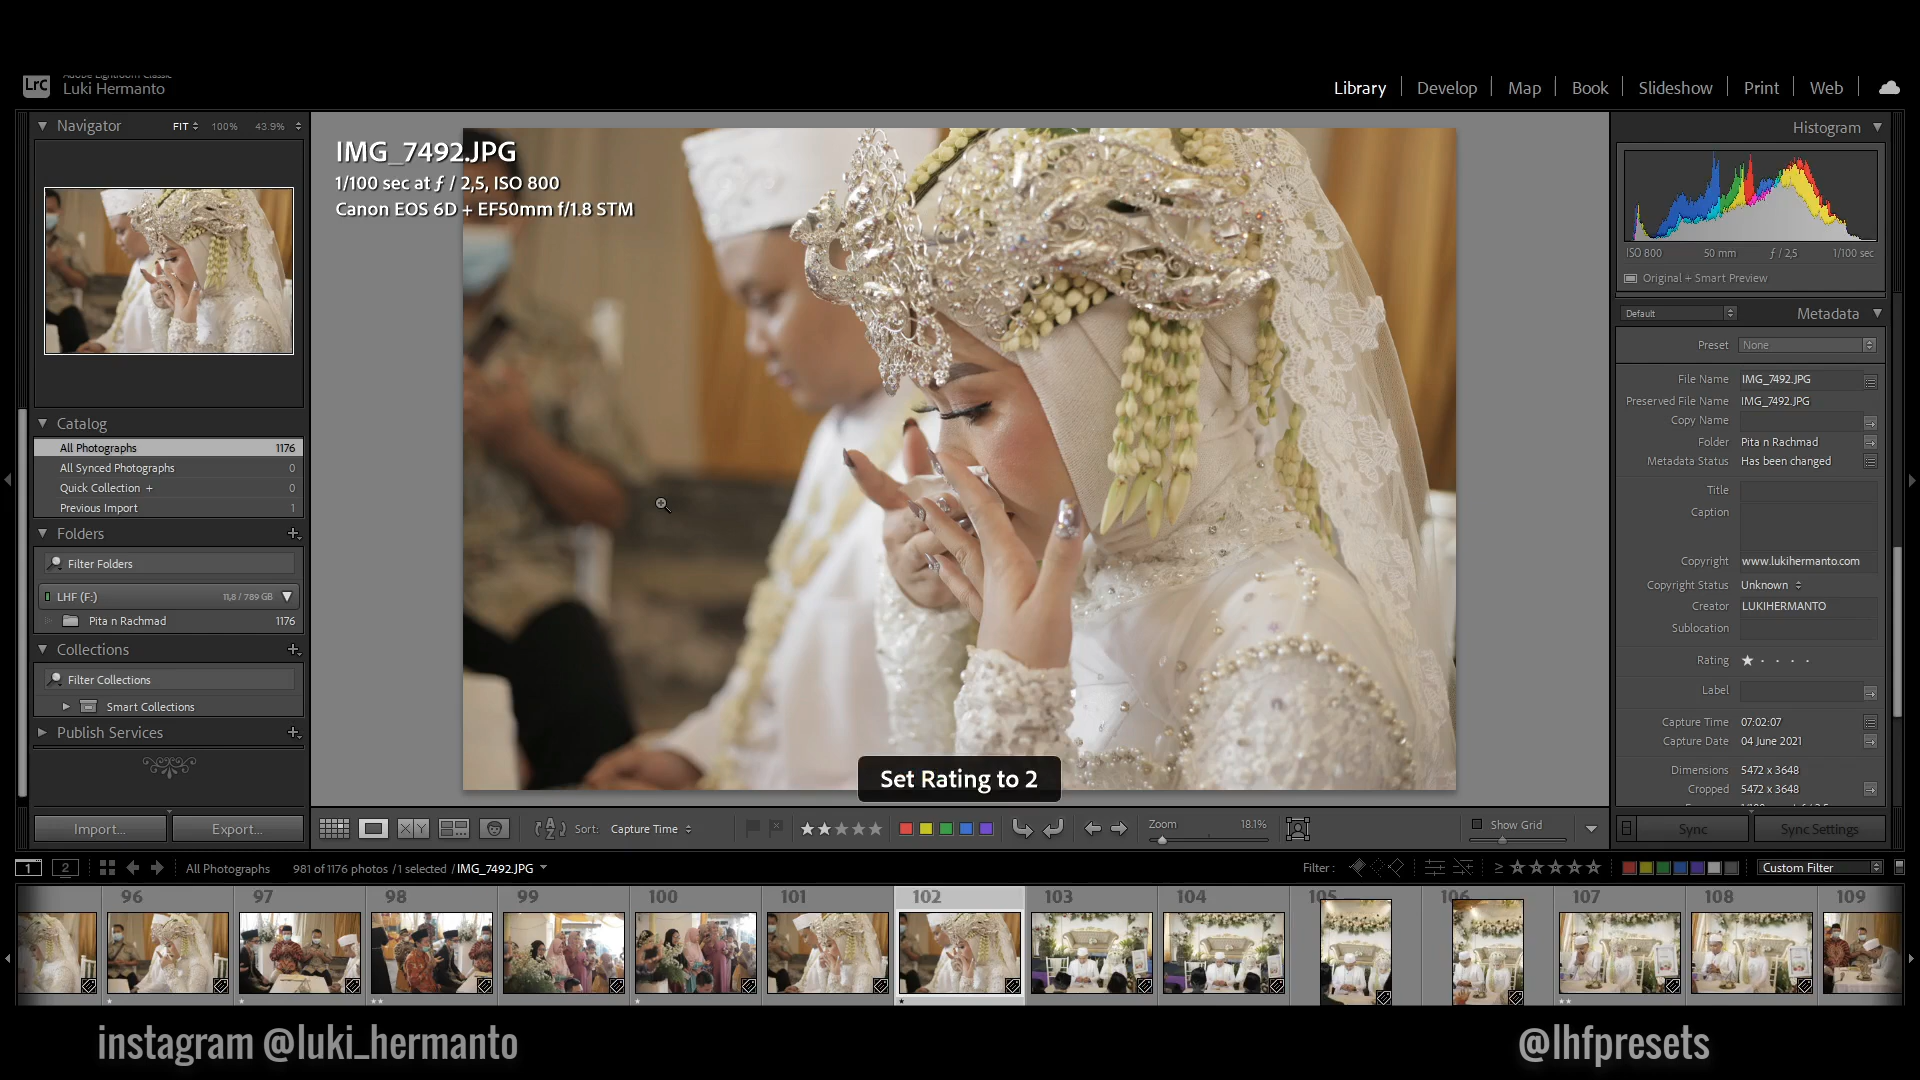 Adobe Lightroom Classic
LrC
Luki Hermanto
Library
Develop
Map
Book
Slideshow
Print
Web
Navigator
FIT
100%
43.9%
Catalog
All Photographs 1176
All Synced Photographs 0
Quick Collection + 0
Previous Import 1
Folders
Filter Folders
LHF (F:) 11,8 / 789 GB
Pita n Rachmad 1176
Collections
Filter Collections
Smart Collections
Publish Services
Import...
Export...
IMG_7492.JPG
1/100 sec at ƒ / 2,5, ISO 800
Canon EOS 6D + EF50mm f/1.8 STM
Set Rating to 2
Histogram
ISO 800 50 mm ƒ / 2,5 1/100 sec
Original + Smart Preview
Default
Metadata
Preset None
File Name IMG_7492.JPG
Preserved File Name IMG_7492.JPG
Copy Name
Folder Pita n Rachmad
Metadata Status Has been changed
Title
Caption
Copyright www.lukihermanto.com
Copyright Status Unknown
Creator LUKIHERMANTO
Sublocation
Rating
Label
Capture Time 07:02:07
Capture Date 04 June 2021
Dimensions 5472 x 3648
Cropped 5472 x 3648
X Y
A
Z
Sort: Capture Time
Zoom 18.1%
Show Grid
Sync
Sync Settings
1
2
All Photographs
981 of 1176 photos / 1 selected / IMG_7492.JPG
Filter :
≥
Custom Filter
96
97
98
99
100
101
102
103
104
105
106
107
108
109
instagram @luki_hermanto
@lhfpresets